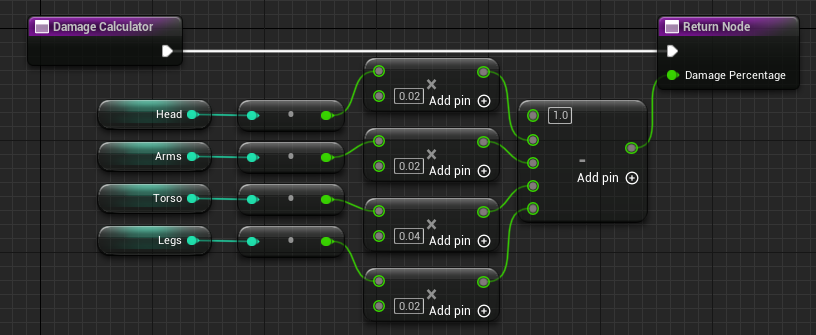 Damage Calculator
Return Node
Damage Percentage
×
0.02
Add pin
Head
1.0
Arms
×
0.02
Add pin
-
Add pin
Torso
×
0.04
Add pin
Legs
×
0.02
Add pin